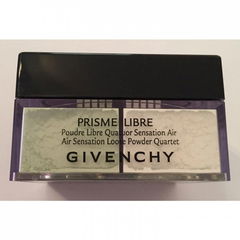 PRISME LIBRE
Poudre Libre Quatuor Sensation Air
Air Sensation Loose Powder Quartet
GIVENCHY